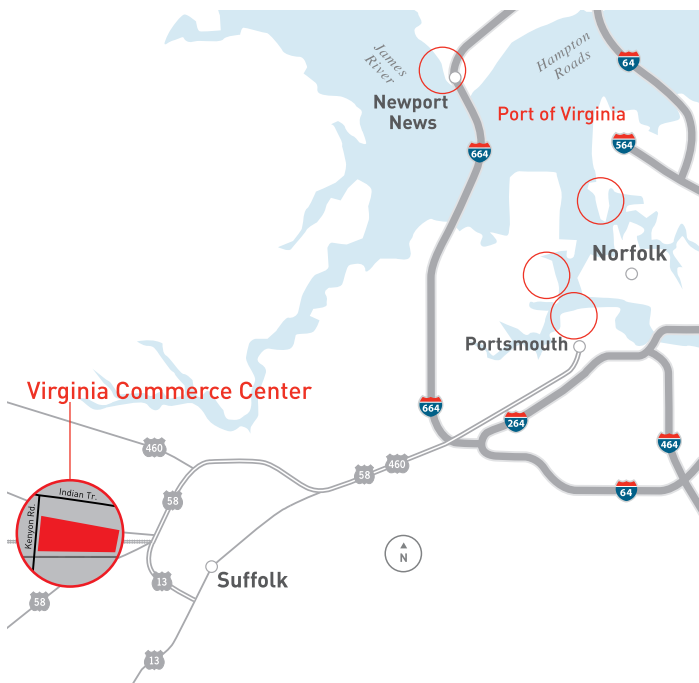 James
River
Hampton
Roads
64
Newport
News
Port of Virginia
564
664
Norfolk
Portsmouth
Virginia Commerce Center
664
264
460
464
460
58
Indian Tr.
58
64
Kenyon Rd.
N
13
Suffolk
58
13